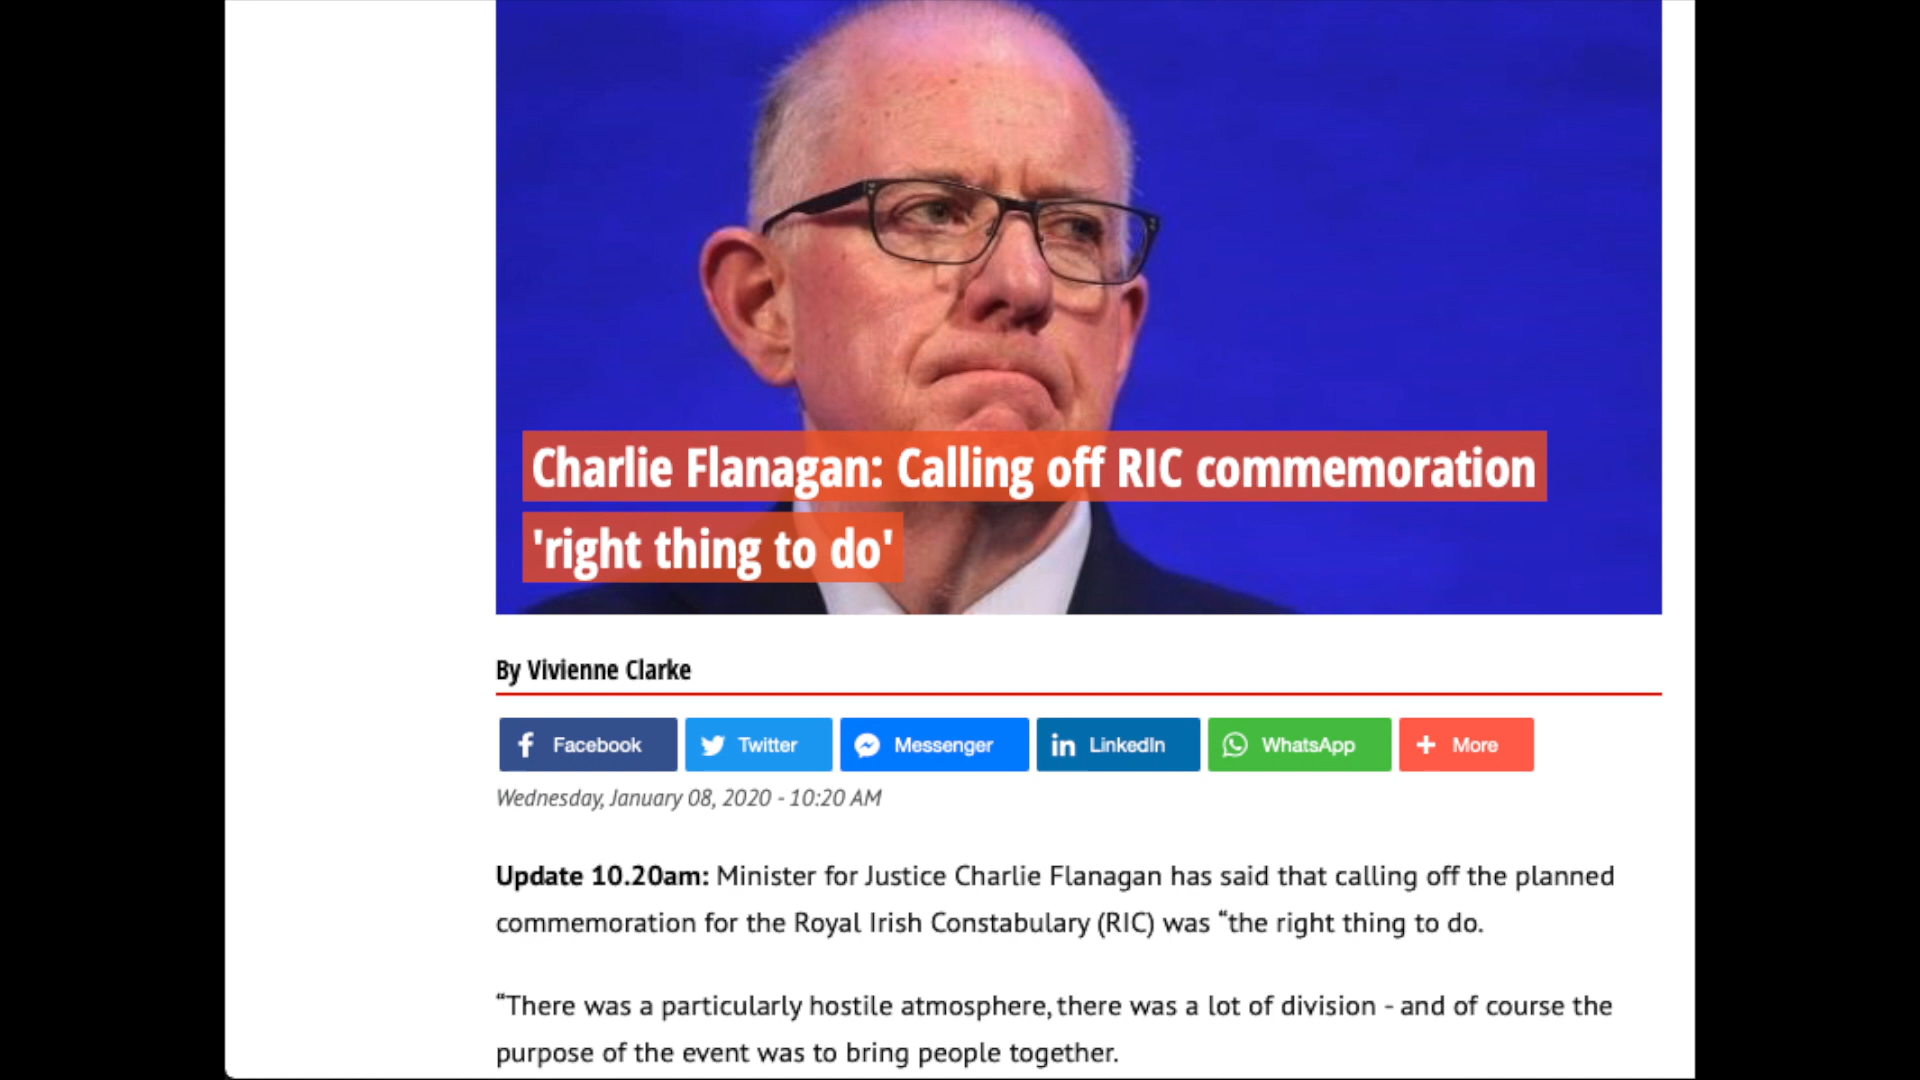 Charlie Flanagan: Calling off RIC commemoration
'right thing to do'
By Vivienne Clarke
Facebook
Twitter
Messenger
LinkedIn
WhatsApp
+ More
Wednesday, January 08, 2020 - 10:20 AM
Update 10.20am: Minister for Justice Charlie Flanagan has said that calling off the planned
commemoration for the Royal Irish Constabulary (RIC) was “the right thing to do.
“There was a particularly hostile atmosphere, there was a lot of division - and of course the
purpose of the event was to bring people together.